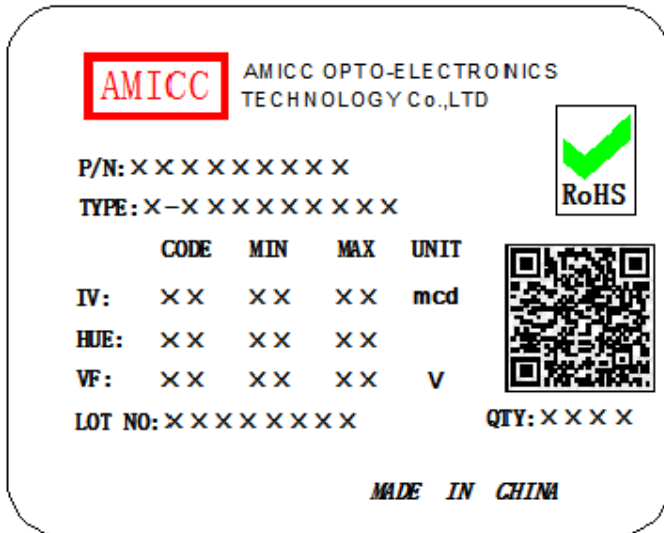 AMICC
AMICC OPTO-ELECTRONICS
TECHNOLOGY Co.,LTD
P/N:×××××××××
RoHS
TYPE:×-×××××××××
CODE MIN MAX UNIT
IV: ×× ×× ×× mcd
HUE: ×× ×× ××
VF: ×× ×× ×× V
LOT NO:×××××××× QTY:××××
MADE IN CHINA